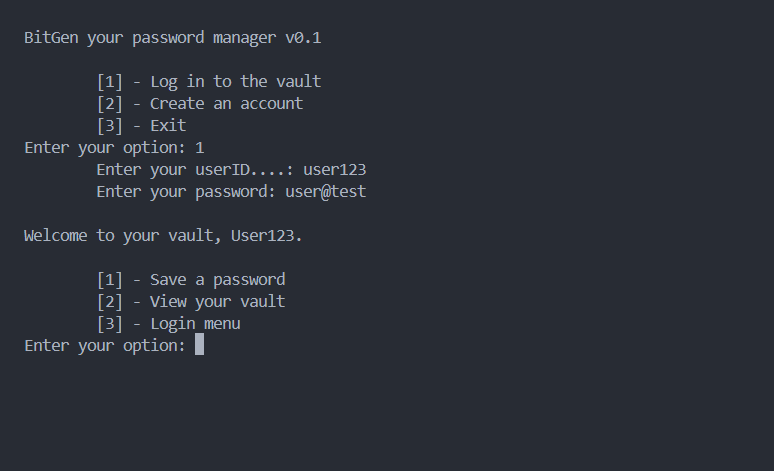 BitGen your password manager v0.1
[1] - Log in to the vault
[2] - Create an account
[3] - Exit
Enter your option: 1
Enter your userID....: user123
Enter your password: user@test
Welcome to your vault, User123.
[1] - Save a password
[2] - View your vault
[3] - Login menu
Enter your option: